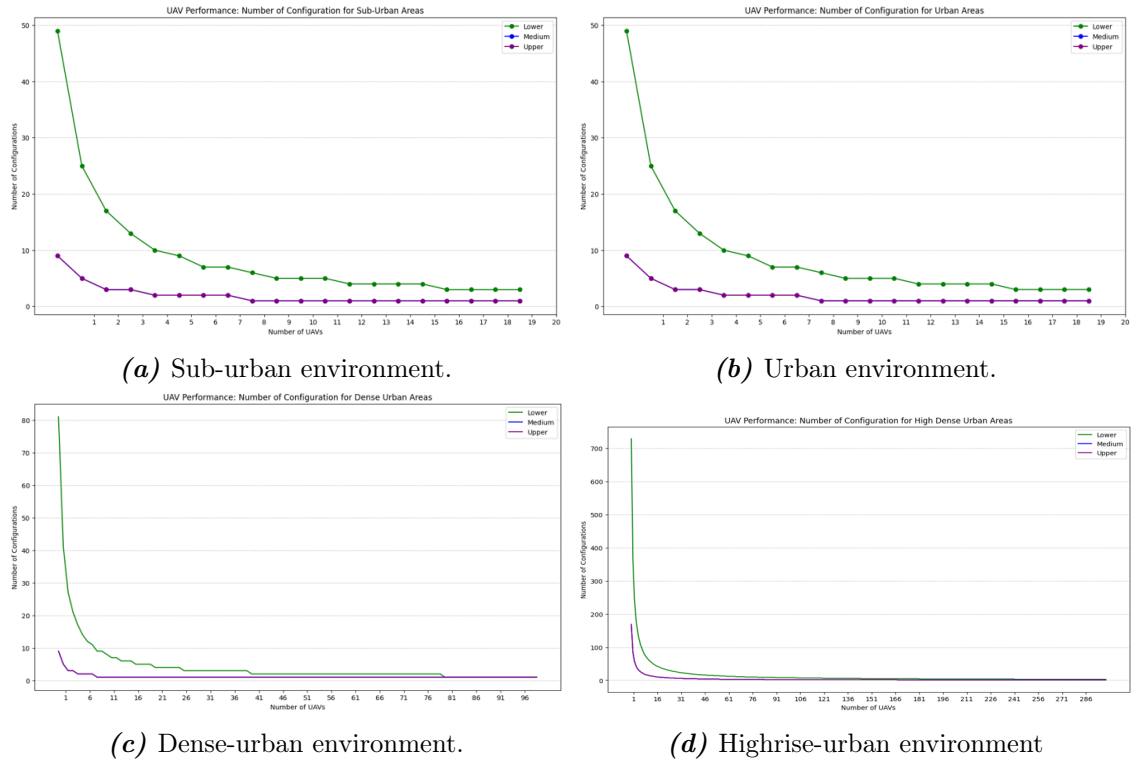 UAV Performance: Number of Configuration for Sub-Urban Areas
50
40
30
20
10
0
Number of Configurations
Lower
Medium
Upper
1 2 3 4 5 6 7 8 9 10 11 12 13 14 15 16 17 18 20
Number of UAVs
(a) Sub-urban environment.
UAV Performance: Number of Configuration for Urban Areas
50
40
30
20
10
0
Number of Configurations
Lower
Medium
Upper
1 2 3 4 5 6 7 8 9 10 11 12 13 14 15 16 17 18 20
Number of UAVs
(b) Urban environment.
UAV Performance: Number of Configuration for Dense Urban Areas
80
70
60
50
40
30
20
10
0
Number of Configurations
Lower
Medium
Upper
1 6 11 16 21 26 31 36 41 46 51 56 61 66 71 76 81 86 91 96
Number of UAVs
(c) Dense-urban environment.
UAV Performance: Number of Configuration for High Dense Urban Areas
700
600
500
400
300
200
100
0
Number of Configurations
Lower
Medium
Upper
1 16 31 46 61 76 91 106 121 136 151 166 181 196 211 226 241 256 271 286
Number of UAVs
(d) Highrise-urban environment